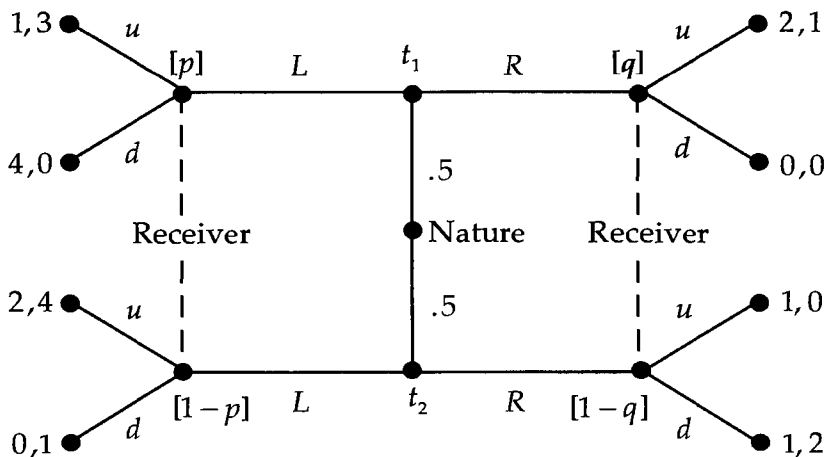 1,3 u [p] L t₁ R [q] u 2,1
4,0 d .5 d 0,0
Receiver Nature Receiver
2,4 u .5 u 1,0
0,1 d [1-p] L t₂ R [1-q] d 1,2